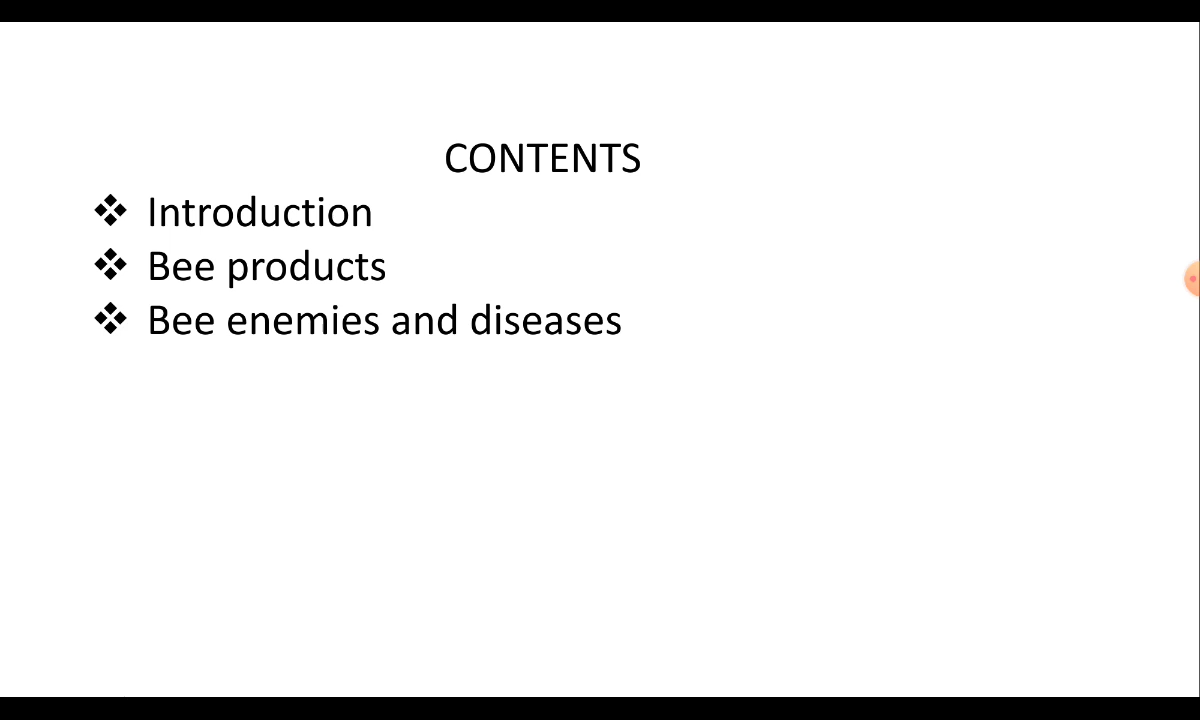 CONTENTS
❖ Introduction
❖ Bee products
❖ Bee enemies and diseases